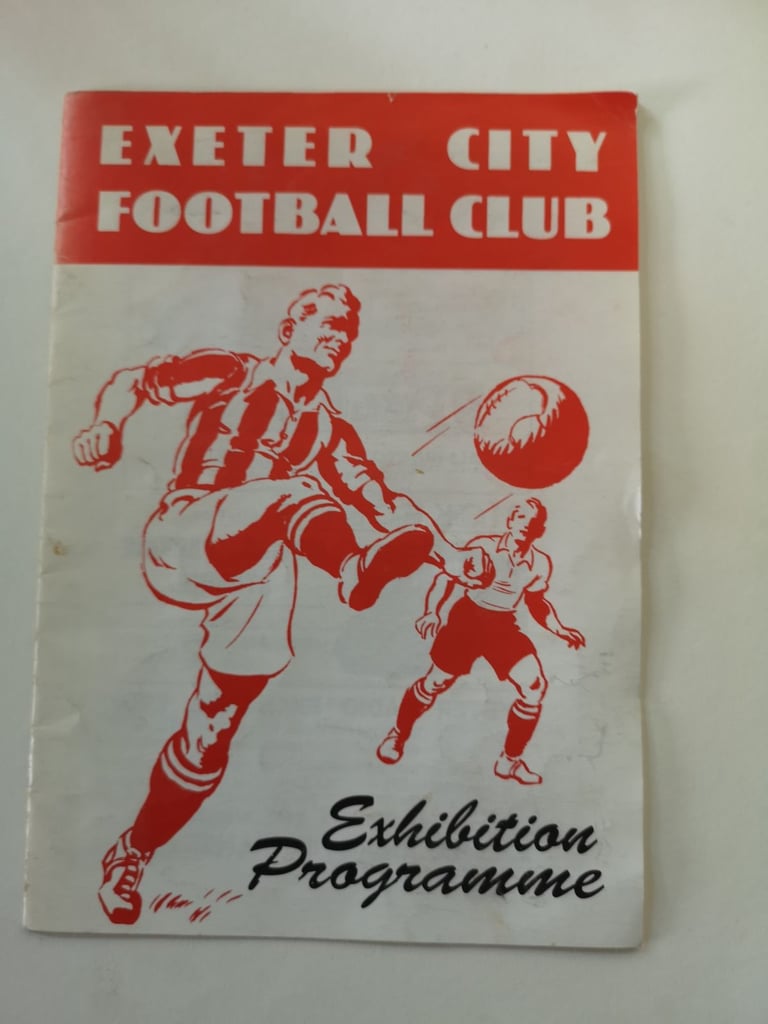 EXETER CITY
FOOTBALL CLUB
Exhibition
Programme